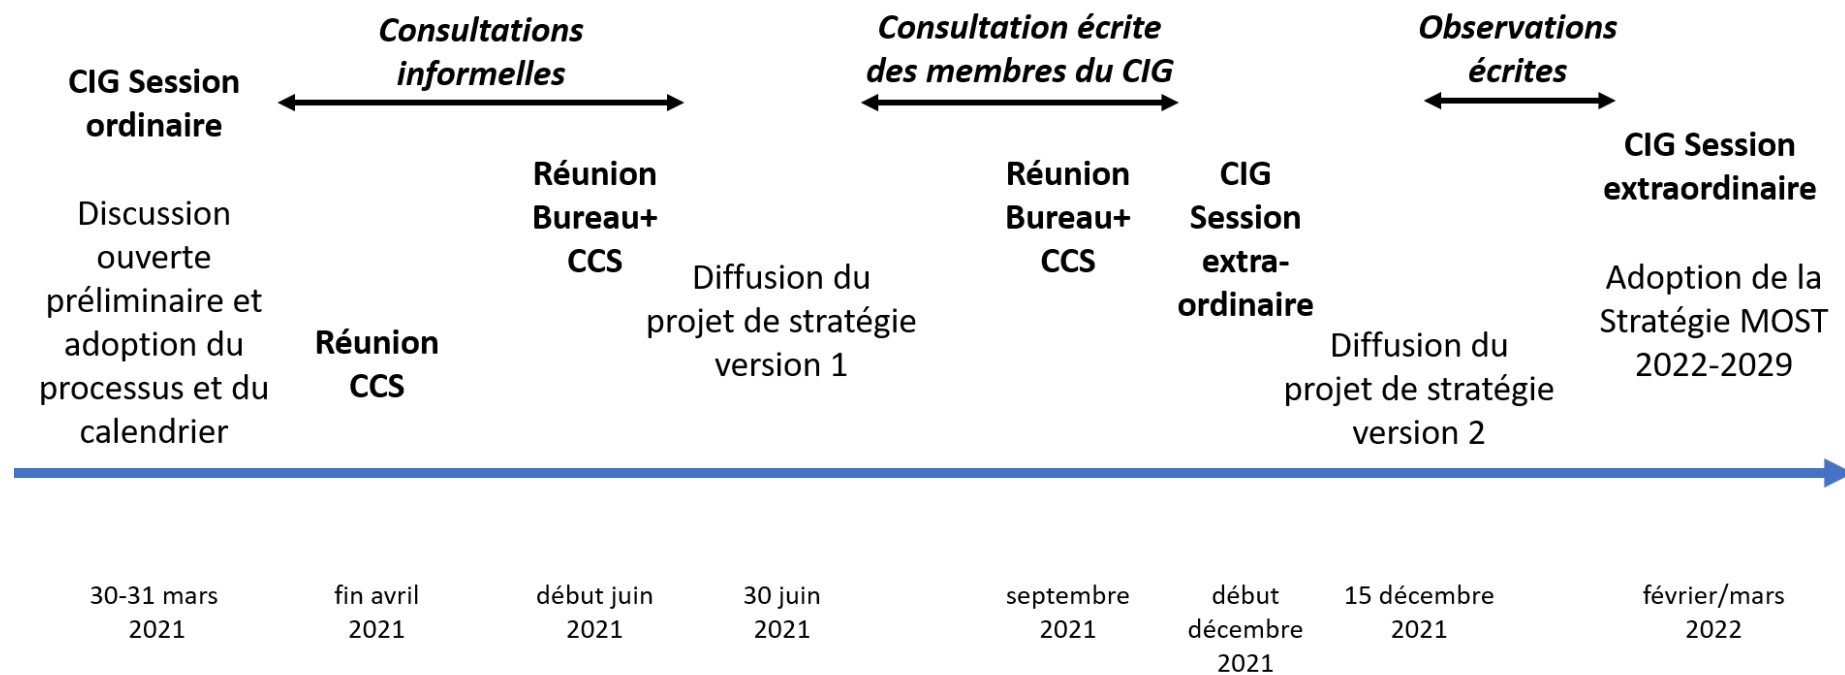 Consultations
informelles
Consultation écrite
des membres du CIG
Observations
écrites
CIG Session
ordinaire
Discussion
ouverte
préliminaire et
adoption du
processus et du
calendrier
Réunion
CCS
Réunion
Bureau+
CCS
Diffusion du
projet de stratégie
version 1
Réunion
Bureau+
CCS
CIG
Session
extra-
ordinaire
Diffusion du
projet de stratégie
version 2
CIG Session
extraordinaire
Adoption de la
Stratégie MOST
2022-2029
30-31 mars
2021
fin avril
2021
début juin
2021
30 juin
2021
septembre
2021
début
décembre
2021
15 décembre
2021
février/mars
2022